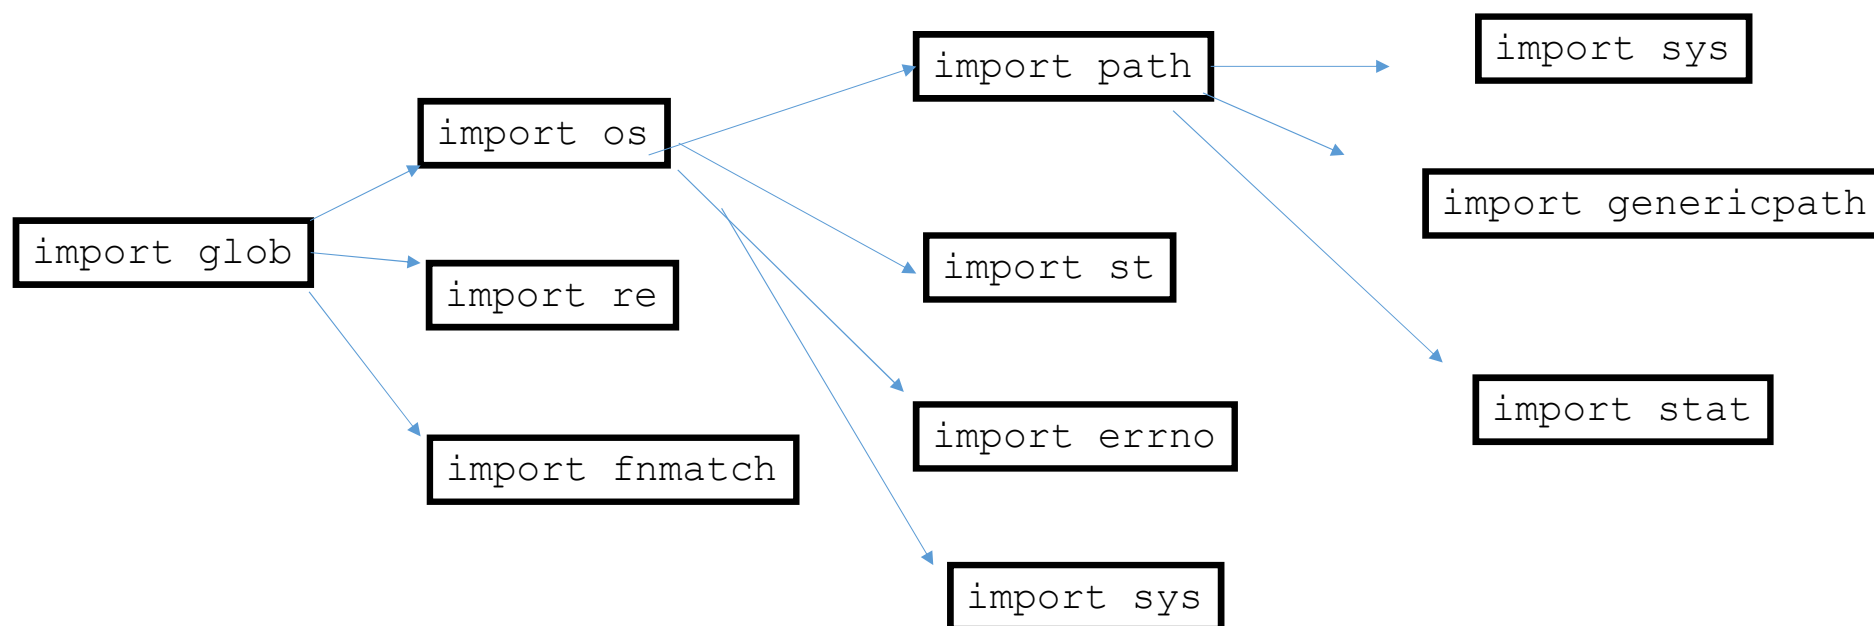 import glob
import os
import re
import fnmatch
import path
import st
import errno
import sys
import sys
import genericpath
import stat